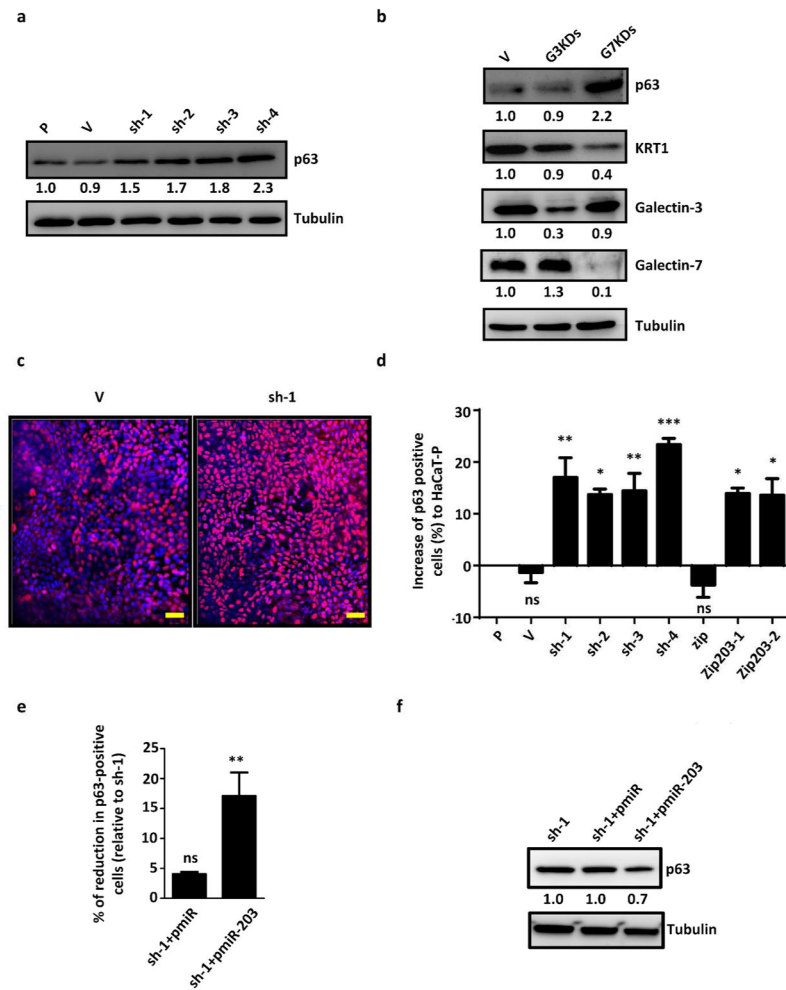 a
P V sh-1 sh-2 sh-3 sh-4
p63
1.0 0.9 1.5 1.7 1.8 2.3
Tubulin
b
V G3KDs G7KDs
p63
1.0 0.9 2.2
KRT1
1.0 0.9 0.4
Galectin-3
1.0 0.3 0.9
Galectin-7
1.0 1.3 0.1
Tubulin
c
V sh-1
d
Increase of p63 positive
cells (%) to HaCaT-P
30
20
10
0
-10
ns ** * ** *** ns * *
P V sh-1 sh-2 sh-3 sh-4 zip Zip203-1 Zip203-2
e
% of reduction in p63-positive
cells (relative to sh-1)
25
20
15
10
5
0
ns **
sh-1+pmiR sh-1+pmiR-203
f
sh-1 sh-1+pmiR sh-1+pmiR-203
p63
1.0 1.0 0.7
Tubulin